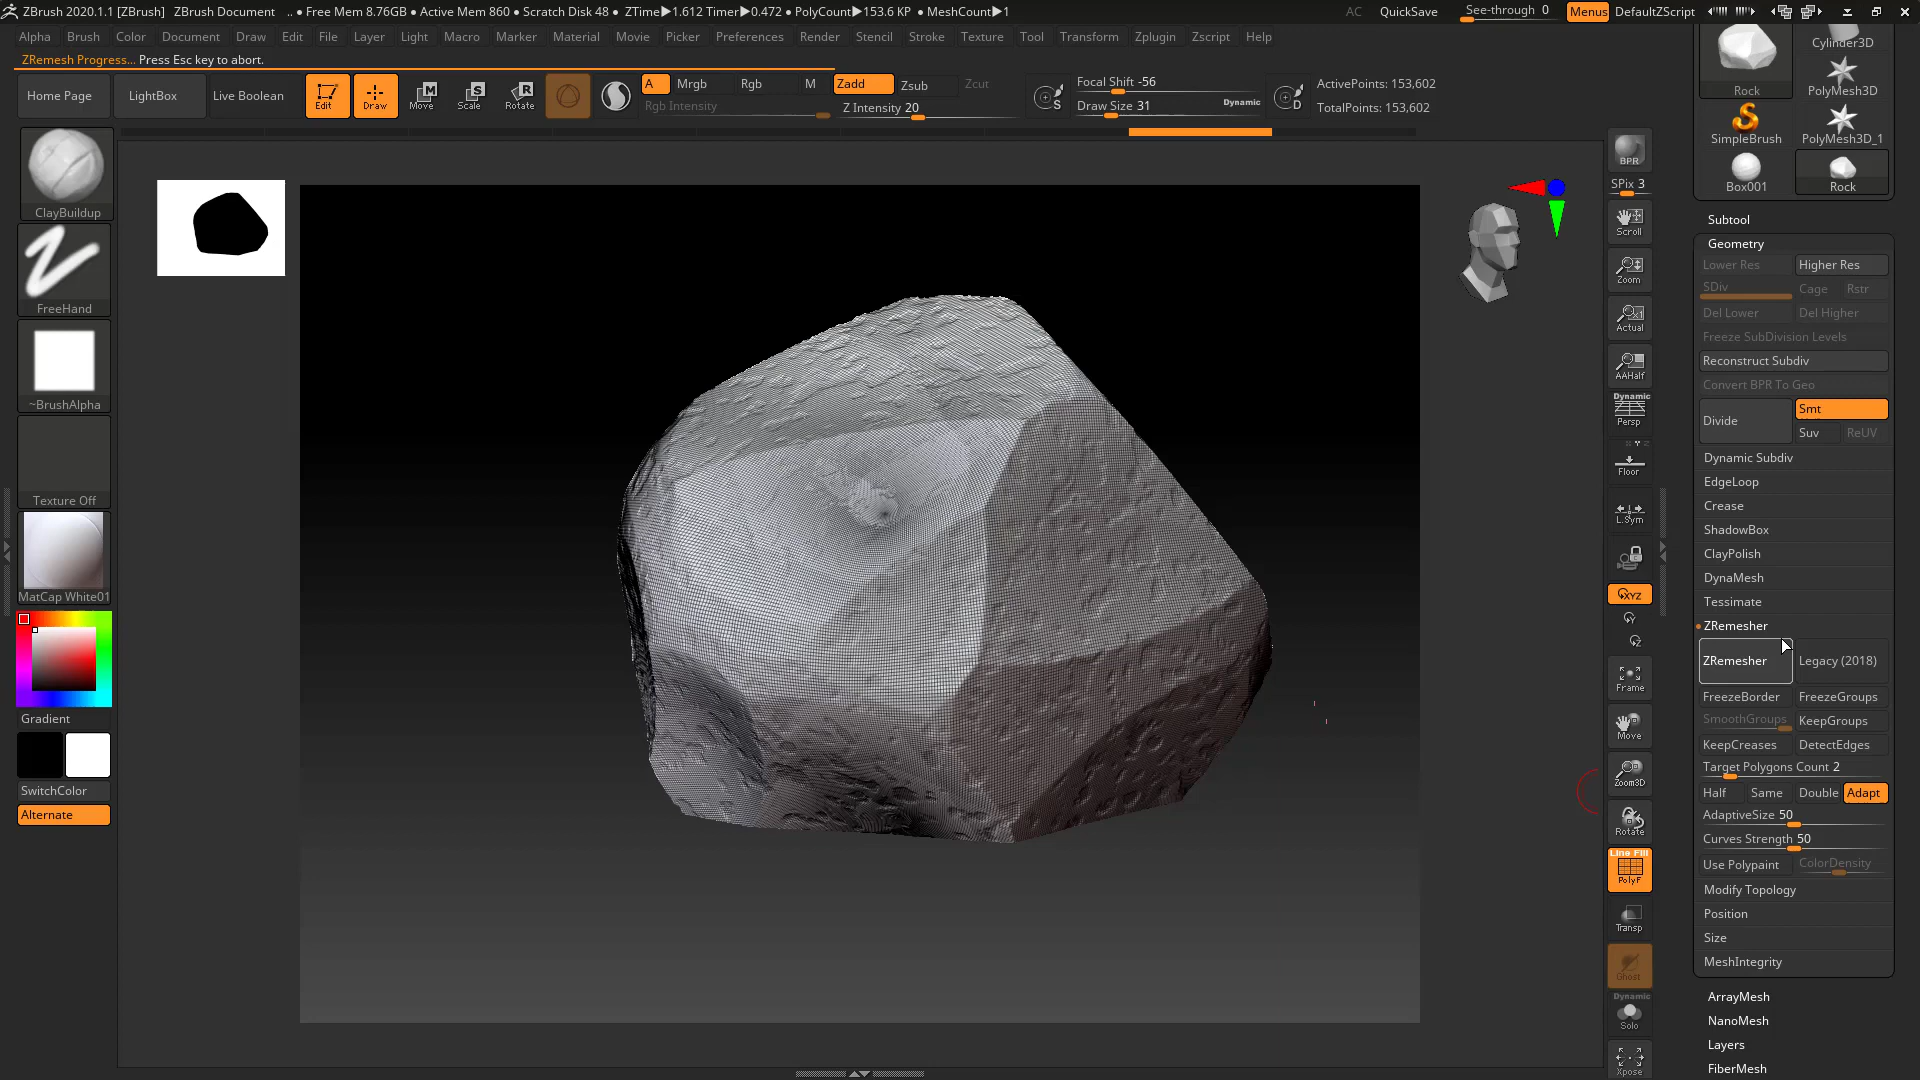 ZBrush 2020.1.1 [ZBrush] ZBrush Document .. • Free Mem 8.76GB • Active Mem 860 • Scratch Disk 48 • ZTime▶1.612 Timer▶0.472 • PolyCount▶153.6 KP • MeshCount▶1 AC QuickSave See-through 0 Menus DefaultZScript
Alpha Brush Color Document Draw Edit File Layer Light Macro Marker Material Movie Picker Preferences Render Stencil Stroke Texture Tool Transform Zplugin Zscript Help
ZRemesh Progress... Press Esc key to abort.
Home Page LightBox Live Boolean Edit Draw Move Scale Rotate
A Mrgb Rgb M Zadd Zsub Zcut
Rgb Intensity Z Intensity 20
Focal Shift -56
Draw Size 31 Dynamic
ActivePoints: 153,602
TotalPoints: 153,602
ClayBuildup
FreeHand
~BrushAlpha
Texture Off
MatCap White01
Gradient
SwitchColor
Alternate
BPR
SPix 3
Scroll
Zoom
Actual
AAHalf
Dynamic
Persp
Floor
L.Sym
XYZ
Frame
Move
Zoom3D
Rotate
Line Fill
PolyF
Transp
Ghost
Dynamic
Solo
Xpose
Cylinder3D
Rock PolyMesh3D
SimpleBrush PolyMesh3D_1
Box001 Rock
Subtool
Geometry
Lower Res Higher Res
SDiv Cage Rstr
Del Lower Del Higher
Freeze SubDivision Levels
Reconstruct Subdiv
Convert BPR To Geo
Divide Smt
Suv ReUV
Dynamic Subdiv
EdgeLoop
Crease
ShadowBox
ClayPolish
DynaMesh
Tessimate
ZRemesher
ZRemesher Legacy (2018)
FreezeBorder FreezeGroups
SmoothGroups KeepGroups
KeepCreases DetectEdges
Target Polygons Count 2
Half Same Double Adapt
AdaptiveSize 50
Curves Strength 50
Use Polypaint ColorDensity
Modify Topology
Position
Size
MeshIntegrity
ArrayMesh
NanoMesh
Layers
FiberMesh